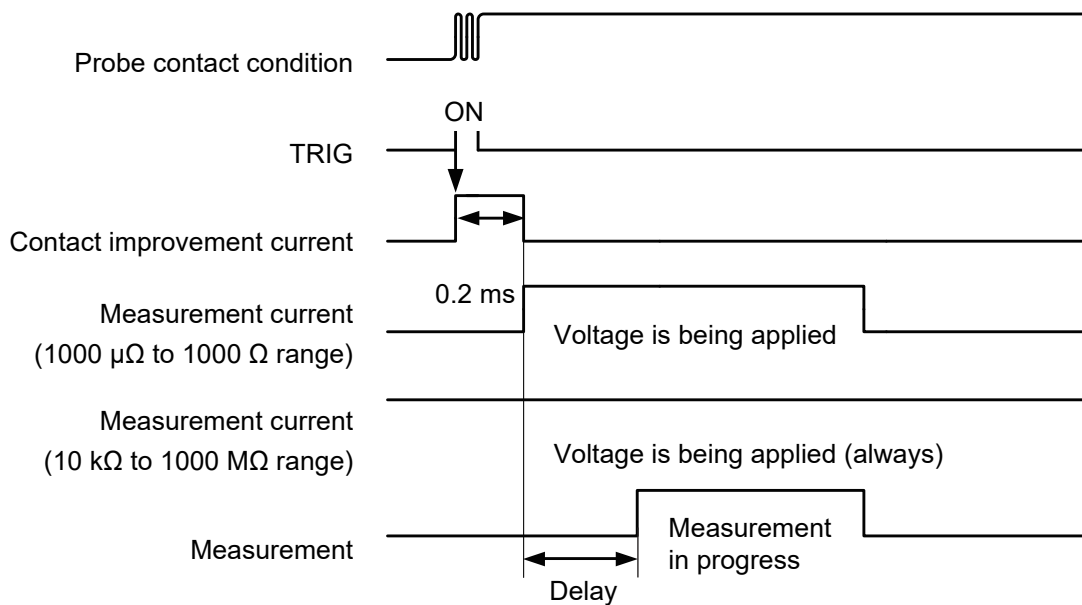 Probe contact condition
ON
TRIG
Contact improvement current
0.2 ms
Measurement current
(1000 μΩ to 1000 Ω range)
Voltage is being applied
Measurement current
(10 kΩ to 1000 MΩ range)
Voltage is being applied (always)
Measurement
Measurement
in progress
Delay